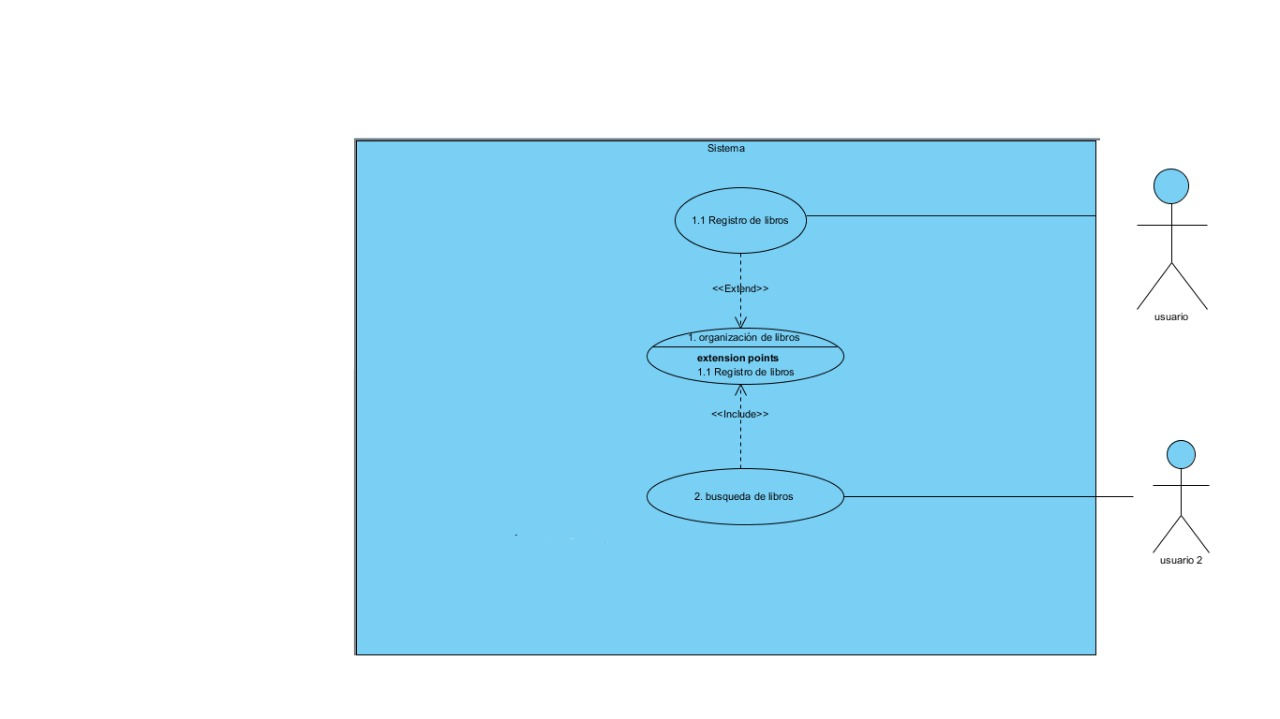 Sistema
1.1 Registro de libros
<<Extend>>
1. organización de libros
extension points
1.1 Registro de libros
<<Include>>
2. busqueda de libros
usuario
usuario 2